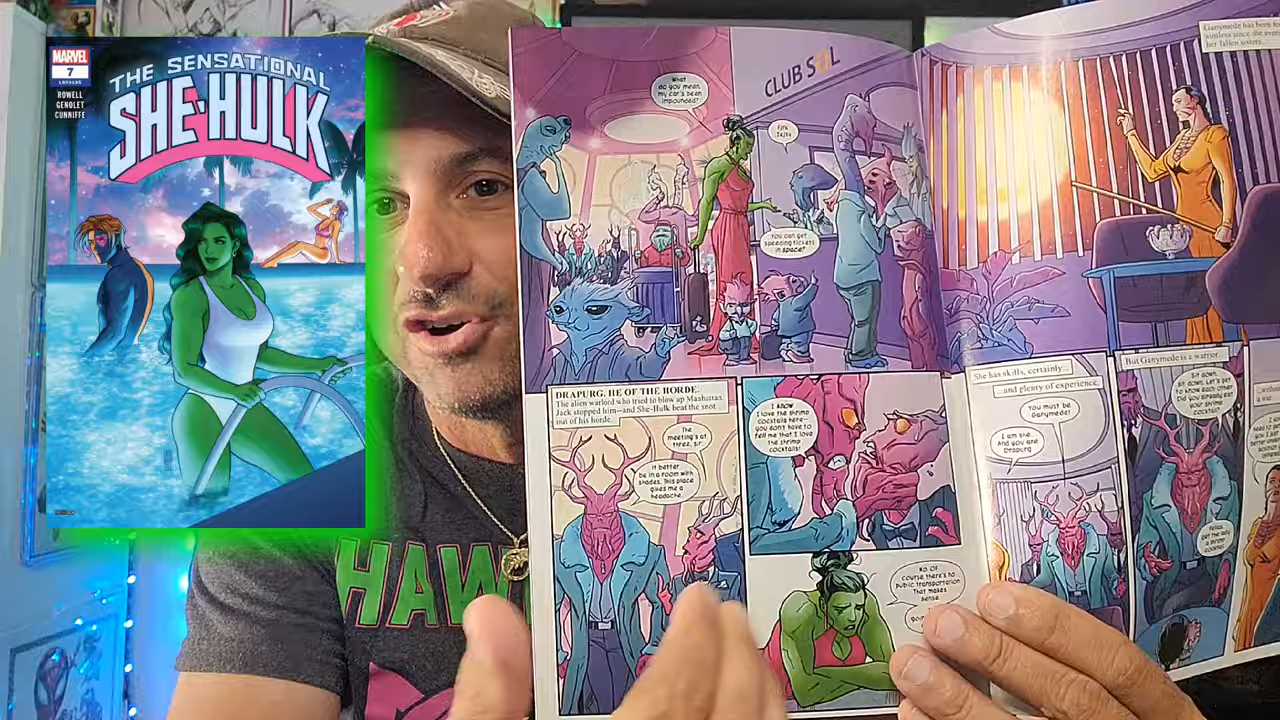 MARVEL
7
ROWELL
GENOLET
CUNNIFFE
THE SENSATIONAL
SHE-HULK
HAW
CLUB SOL
What
do you mean,
my car's been
impounded?
You can get
speeding tickets
in space?
DRAPURG, HE OF THE HORDE.
The alien warlord who tried to blow up Manhattan.
Jack stopped him—and She-Hulk beat the snot
out of his horde.
The
meeting's at
three, sir.
It better
be in a room with
shades. This place
gives me a
headache.
I know
I love the shrimp
cocktails here—
you don't have to
tell me that I love
the shrimp
cocktails!
No. Of
course there's no
public transportation.
That makes
sense.
Ganymede has been
aimless since she
her fallen sisters
She has skills, certainly...
...and plenty of experience.
You must be
Ganymede!
I am she.
And you are
Drapurg
But Ganymede is a warrior.
Sit down,
sit down. Let's get
to know each other.
Did you already eat
your shrimp
cocktail?
Fellas,
get the lady
a shrimp
cocktail